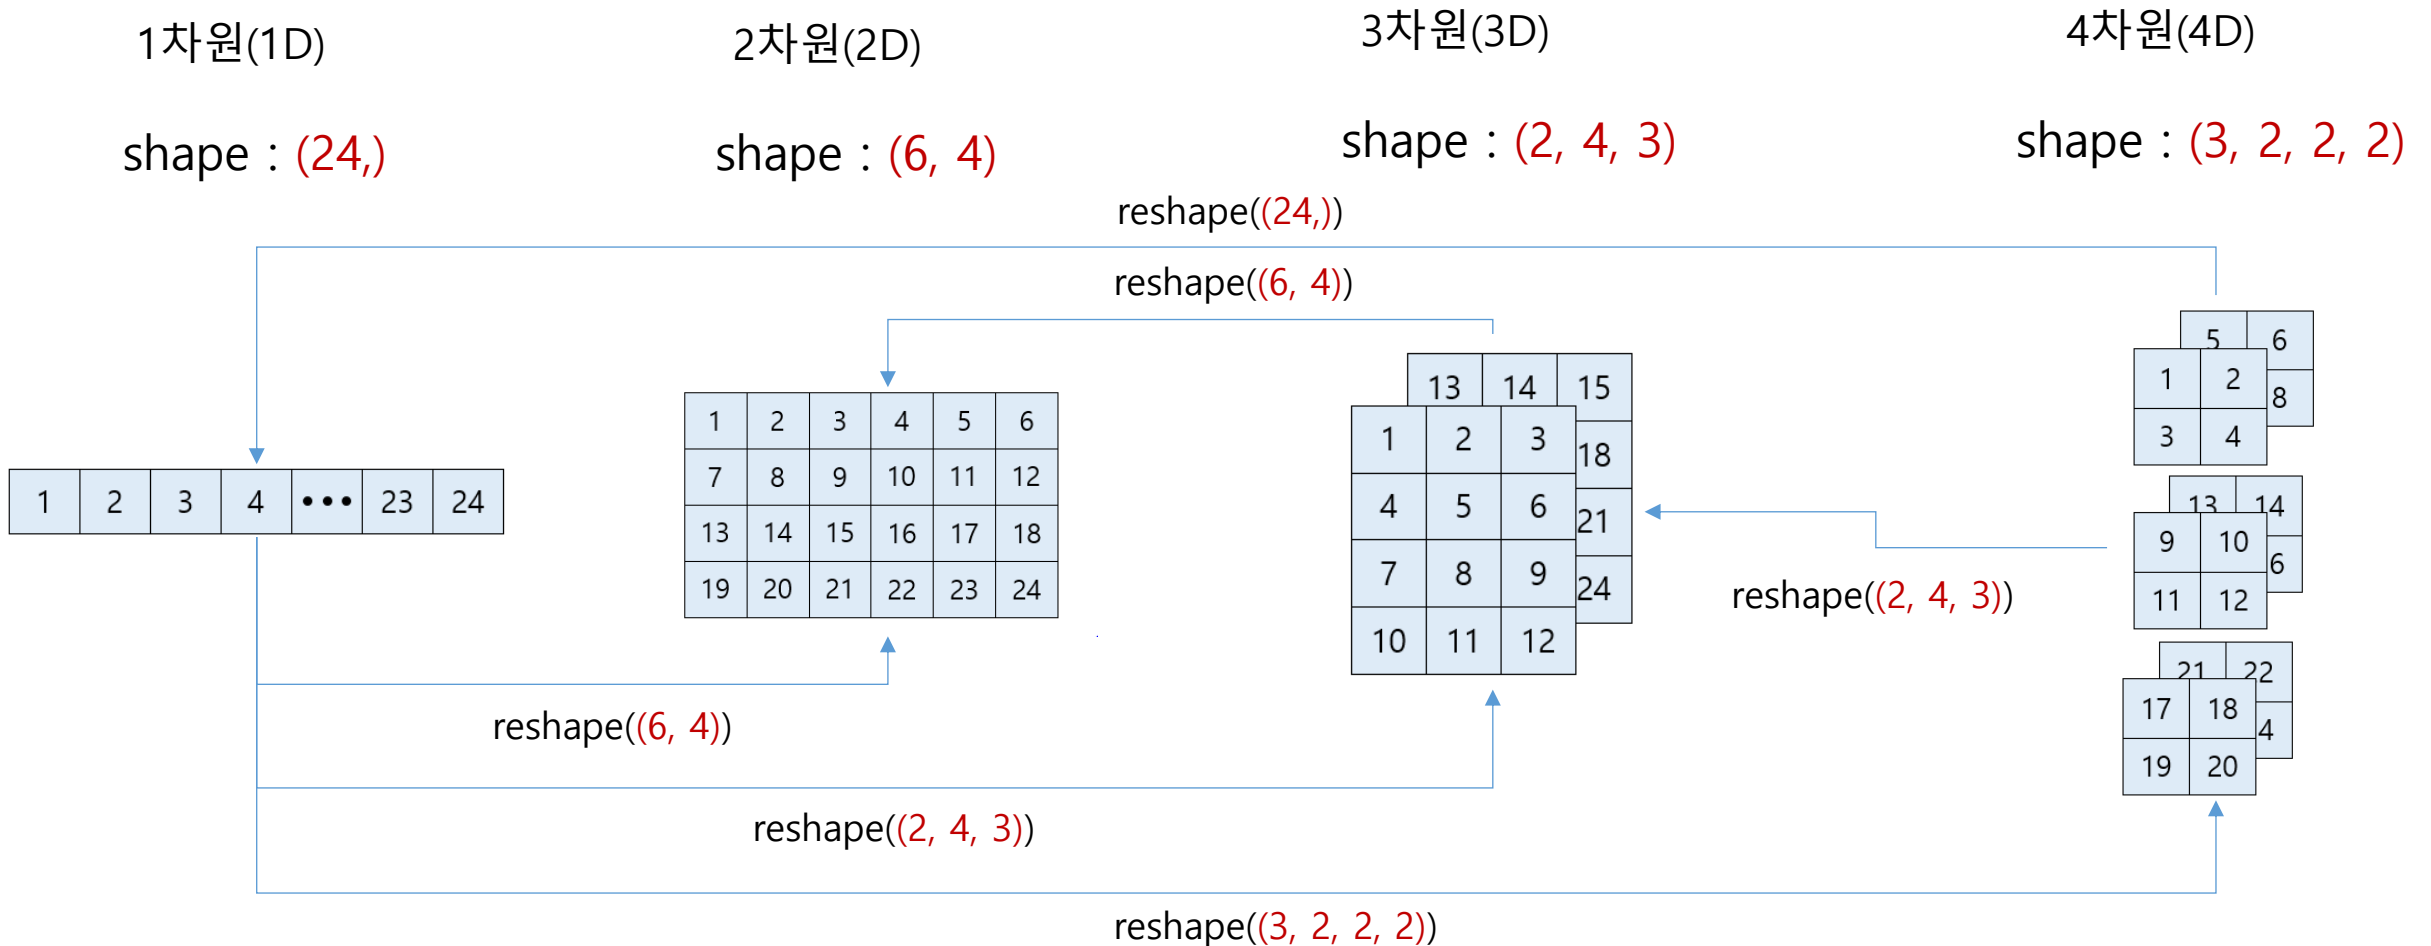 1차원(1D)
2차원(2D)
3차원(3D)
4차원(4D)
shape : (24,)
shape : (6, 4)
shape : (2, 4, 3)
shape : (3, 2, 2, 2)
reshape((24,))
reshape((6, 4))
1 2 3 4 ••• 23 24
1 2 3 4 5 6
7 8 9 10 11 12
13 14 15 16 17 18
19 20 21 22 23 24
13 14 15
18
21
24
1 2 3
4 5 6
7 8 9
10 11 12
5 6
8
1 2
3 4
13 14
6
9 10
11 12
21 22
4
17 18
19 20
reshape((2, 4, 3))
reshape((6, 4))
reshape((2, 4, 3))
reshape((3, 2, 2, 2))